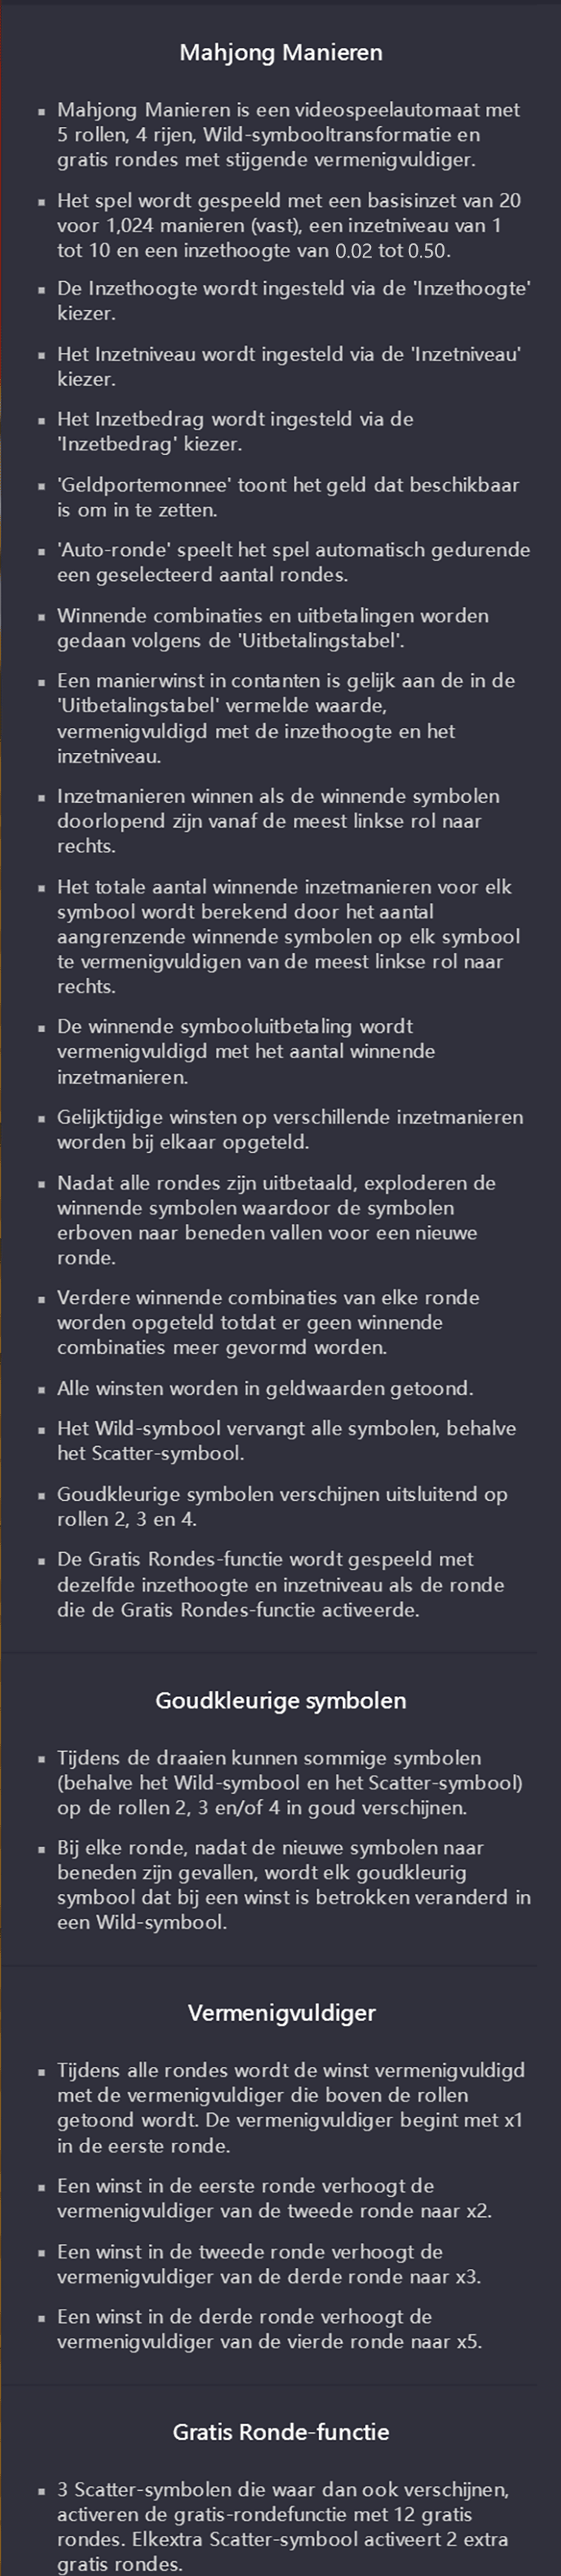 Mahjong Manieren
▪ Mahjong Manieren is een videospeelautomaat met
5 rollen, 4 rijen, Wild-symbooltransformatie en
gratis rondes met stijgende vermenigvuldiger.
▪ Het spel wordt gespeeld met een basisinzet van 20
voor 1,024 manieren (vast), een inzetniveau van 1
tot 10 en een inzethoogte van 0.02 tot 0.50.
▪ De Inzethoogte wordt ingesteld via de 'Inzethoogte'
kiezer.
▪ Het Inzetniveau wordt ingesteld via de 'Inzetniveau'
kiezer.
▪ Het Inzetbedrag wordt ingesteld via de
'Inzetbedrag' kiezer.
▪ 'Geldportemonnee' toont het geld dat beschikbaar
is om in te zetten.
▪ 'Auto-ronde' speelt het spel automatisch gedurende
een geselecteerd aantal rondes.
▪ Winnende combinaties en uitbetalingen worden
gedaan volgens de 'Uitbetalingstabel'.
▪ Een manierwinst in contanten is gelijk aan de in de
'Uitbetalingstabel' vermelde waarde,
vermenigvuldigd met de inzethoogte en het
inzetniveau.
▪ Inzetmanieren winnen als de winnende symbolen
doorlopend zijn vanaf de meest linkse rol naar
rechts.
▪ Het totale aantal winnende inzetmanieren voor elk
symbool wordt berekend door het aantal
aangrenzende winnende symbolen op elk symbool
te vermenigvuldigen van de meest linkse rol naar
rechts.
▪ De winnende symbooluitbetaling wordt
vermenigvuldigd met het aantal winnende
inzetmanieren.
▪ Gelijktijdige winsten op verschillende inzetmanieren
worden bij elkaar opgeteld.
▪ Nadat alle rondes zijn uitbetaald, exploderen de
winnende symbolen waardoor de symbolen
erboven naar beneden vallen voor een nieuwe
ronde.
▪ Verdere winnende combinaties van elke ronde
worden opgeteld totdat er geen winnende
combinaties meer gevormd worden.
▪ Alle winsten worden in geldwaarden getoond.
▪ Het Wild-symbool vervangt alle symbolen, behalve
het Scatter-symbool.
▪ Goudkleurige symbolen verschijnen uitsluitend op
rollen 2, 3 en 4.
▪ De Gratis Rondes-functie wordt gespeeld met
dezelfde inzethoogte en inzetniveau als de ronde
die de Gratis Rondes-functie activeerde.
Goudkleurige symbolen
▪ Tijdens de draaien kunnen sommige symbolen
(behalve het Wild-symbool en het Scatter-symbool)
op de rollen 2, 3 en/of 4 in goud verschijnen.
▪ Bij elke ronde, nadat de nieuwe symbolen naar
beneden zijn gevallen, wordt elk goudkleurig
symbool dat bij een winst is betrokken veranderd in
een Wild-symbool.
Vermenigvuldiger
▪ Tijdens alle rondes wordt de winst vermenigvuldigd
met de vermenigvuldiger die boven de rollen
getoond wordt. De vermenigvuldiger begint met x1
in de eerste ronde.
▪ Een winst in de eerste ronde verhoogt de
vermenigvuldiger van de tweede ronde naar x2.
▪ Een winst in de tweede ronde verhoogt de
vermenigvuldiger van de derde ronde naar x3.
▪ Een winst in de derde ronde verhoogt de
vermenigvuldiger van de vierde ronde naar x5.
Gratis Ronde-functie
▪ 3 Scatter-symbolen die waar dan ook verschijnen,
activeren de gratis-rondefunctie met 12 gratis
rondes. Elkextra Scatter-symbool activeert 2 extra
gratis rondes.